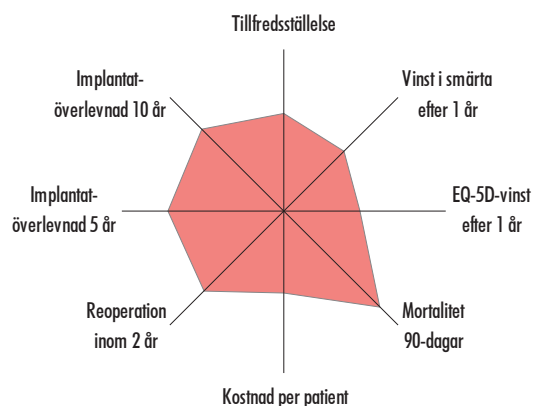 Tillfredsställelse
Vinst i smärta
efter 1 år
EQ-5D-vinst
efter 1 år
Mortalitet
90-dagar
Kostnad per patient
Reoperation
inom 2 år
Implantat-
överlevnad 5 år
Implantat-
överlevnad 10 år